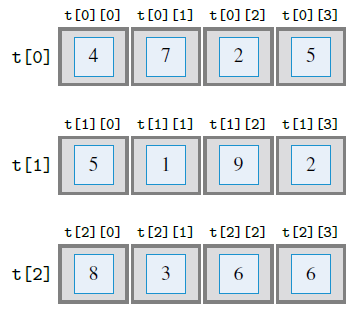 t[0][0] t[0][1] t[0][2] t[0][3]
t[0] 4 7 2 5
t[1][0] t[1][1] t[1][2] t[1][3]
t[1] 5 1 9 2
t[2][0] t[2][1] t[2][2] t[2][3]
t[2] 8 3 6 6